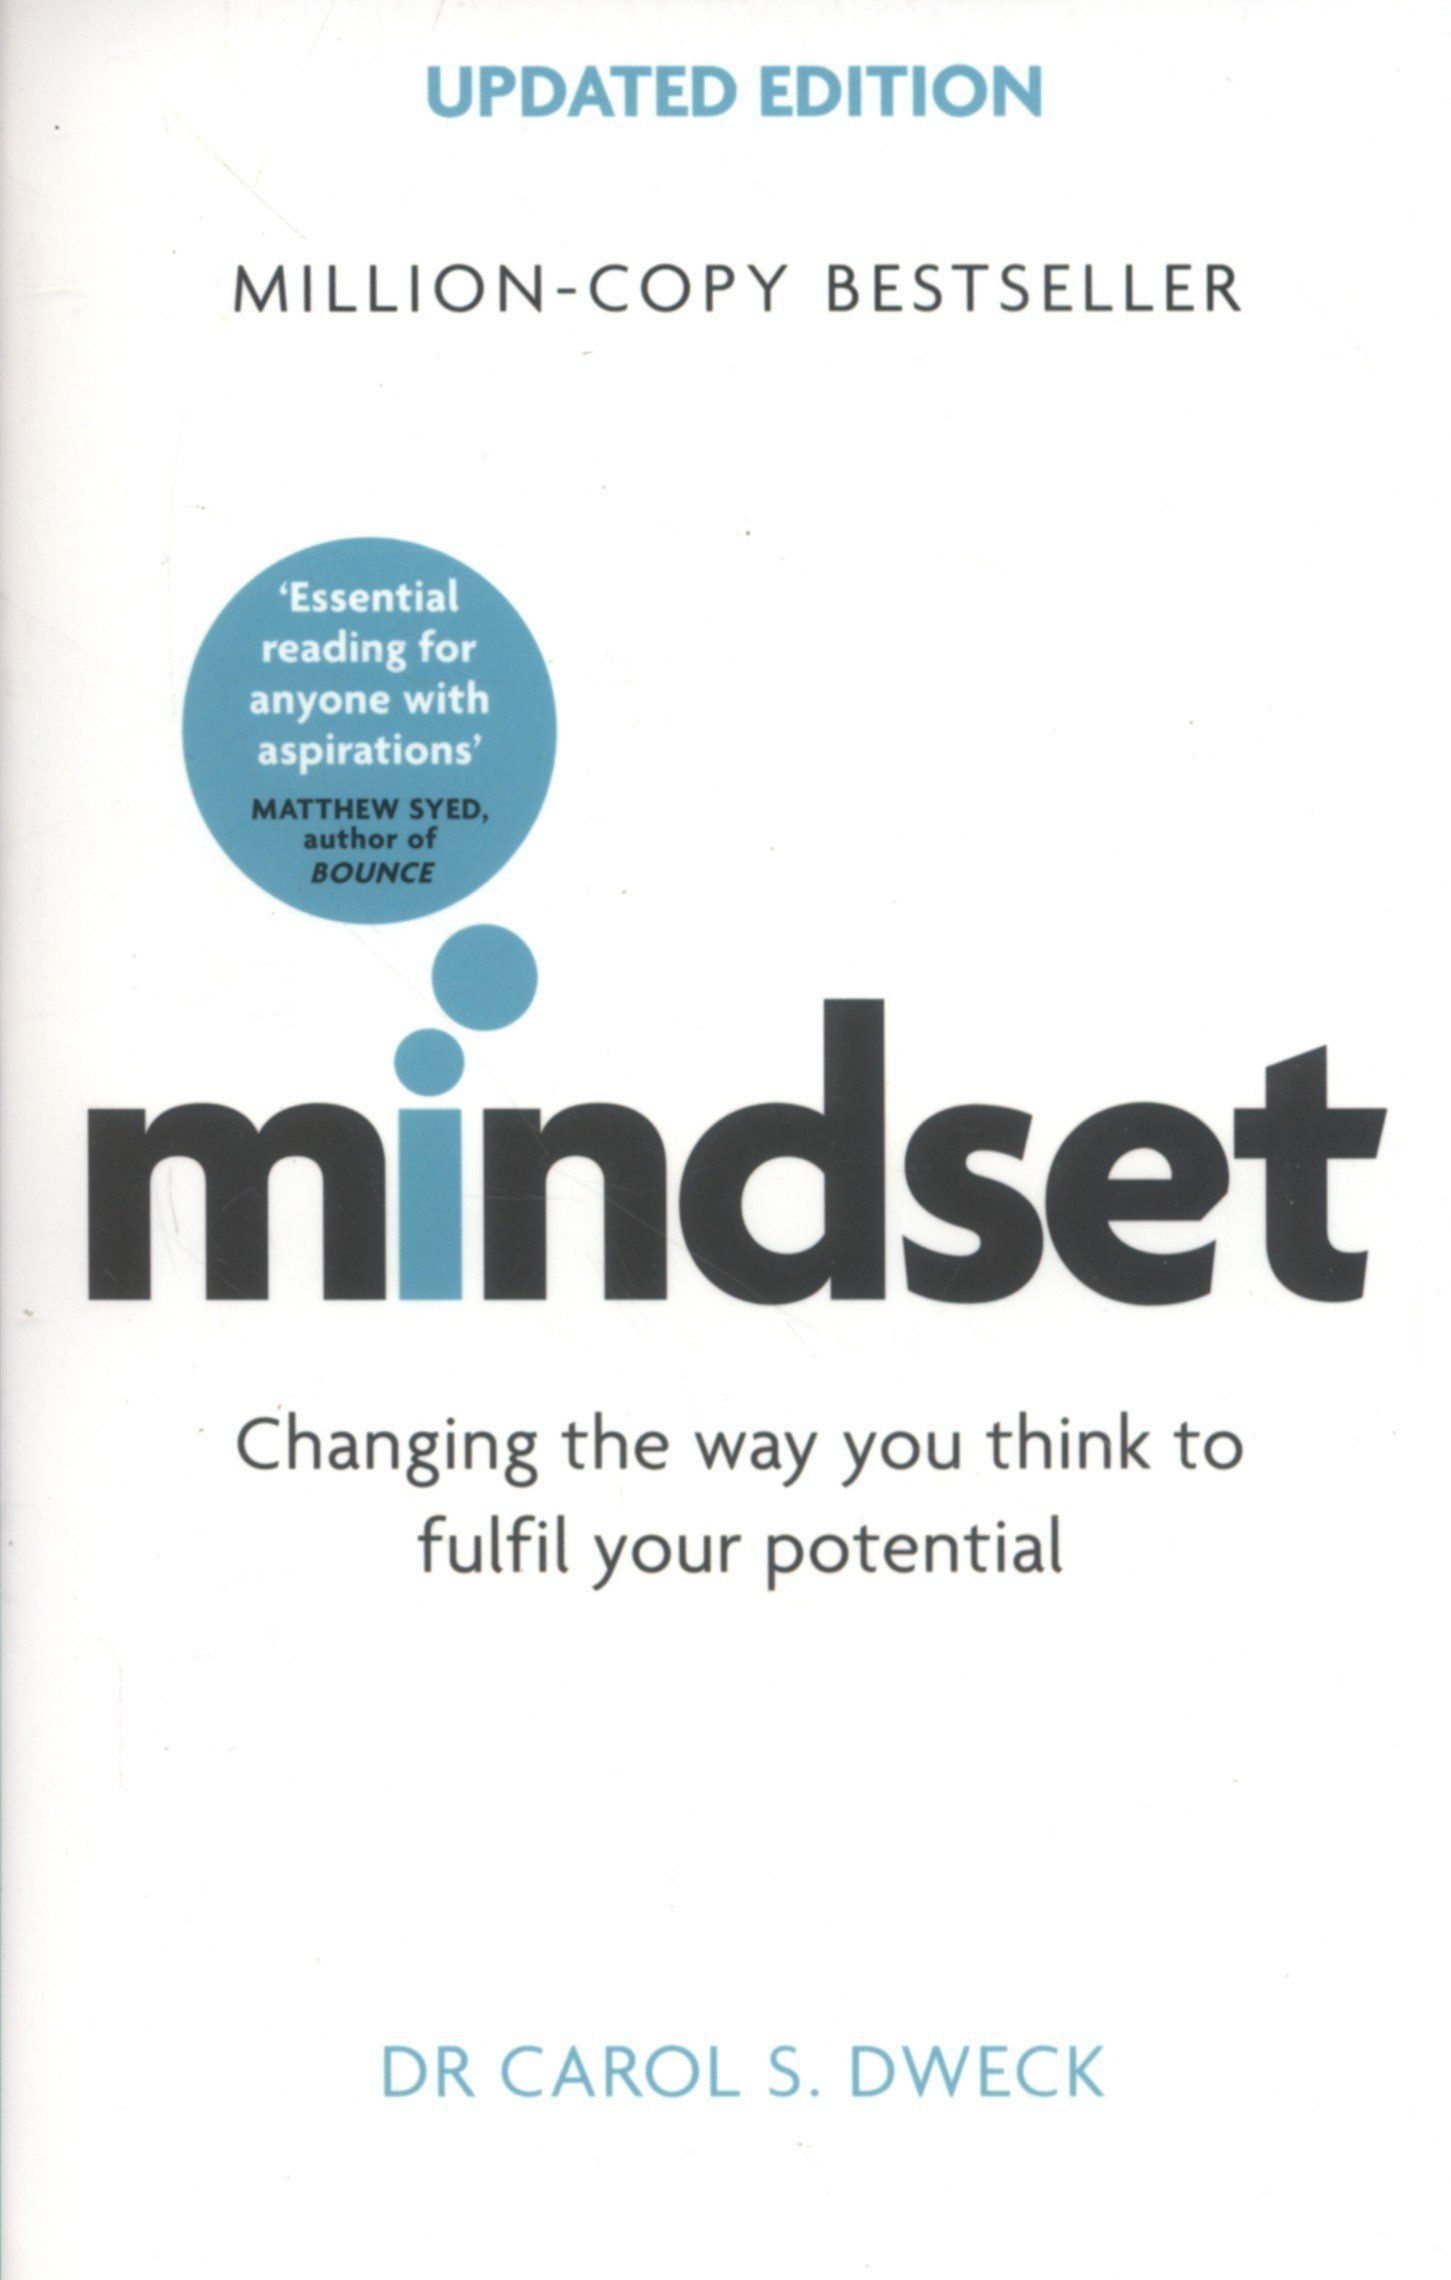 UPDATED EDITION
MILLION-COPY BESTSELLER
‘Essential
reading for
anyone with
aspirations’
MATTHEW SYED,
author of
BOUNCE
mindset
Changing the way you think to
fulfil your potential
DR CAROL S. DWECK